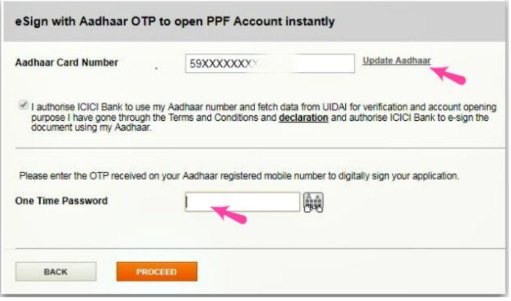 eSign with Aadhaar OTP to open PPF Account instantly
Aadhaar Card Number . 59XXXXXXXX Update Aadhaar
I authorise ICICI Bank to use my Aadhaar number and fetch data from UIDAI for verification and account opening
purpose I have gone through the Terms and Conditions and declaration and authorise ICICI Bank to e-sign the
document using my Aadhaar.
Please enter the OTP received on your Aadhaar registered mobile number to digitally sign your application.
One Time Password
BACK PROCEED